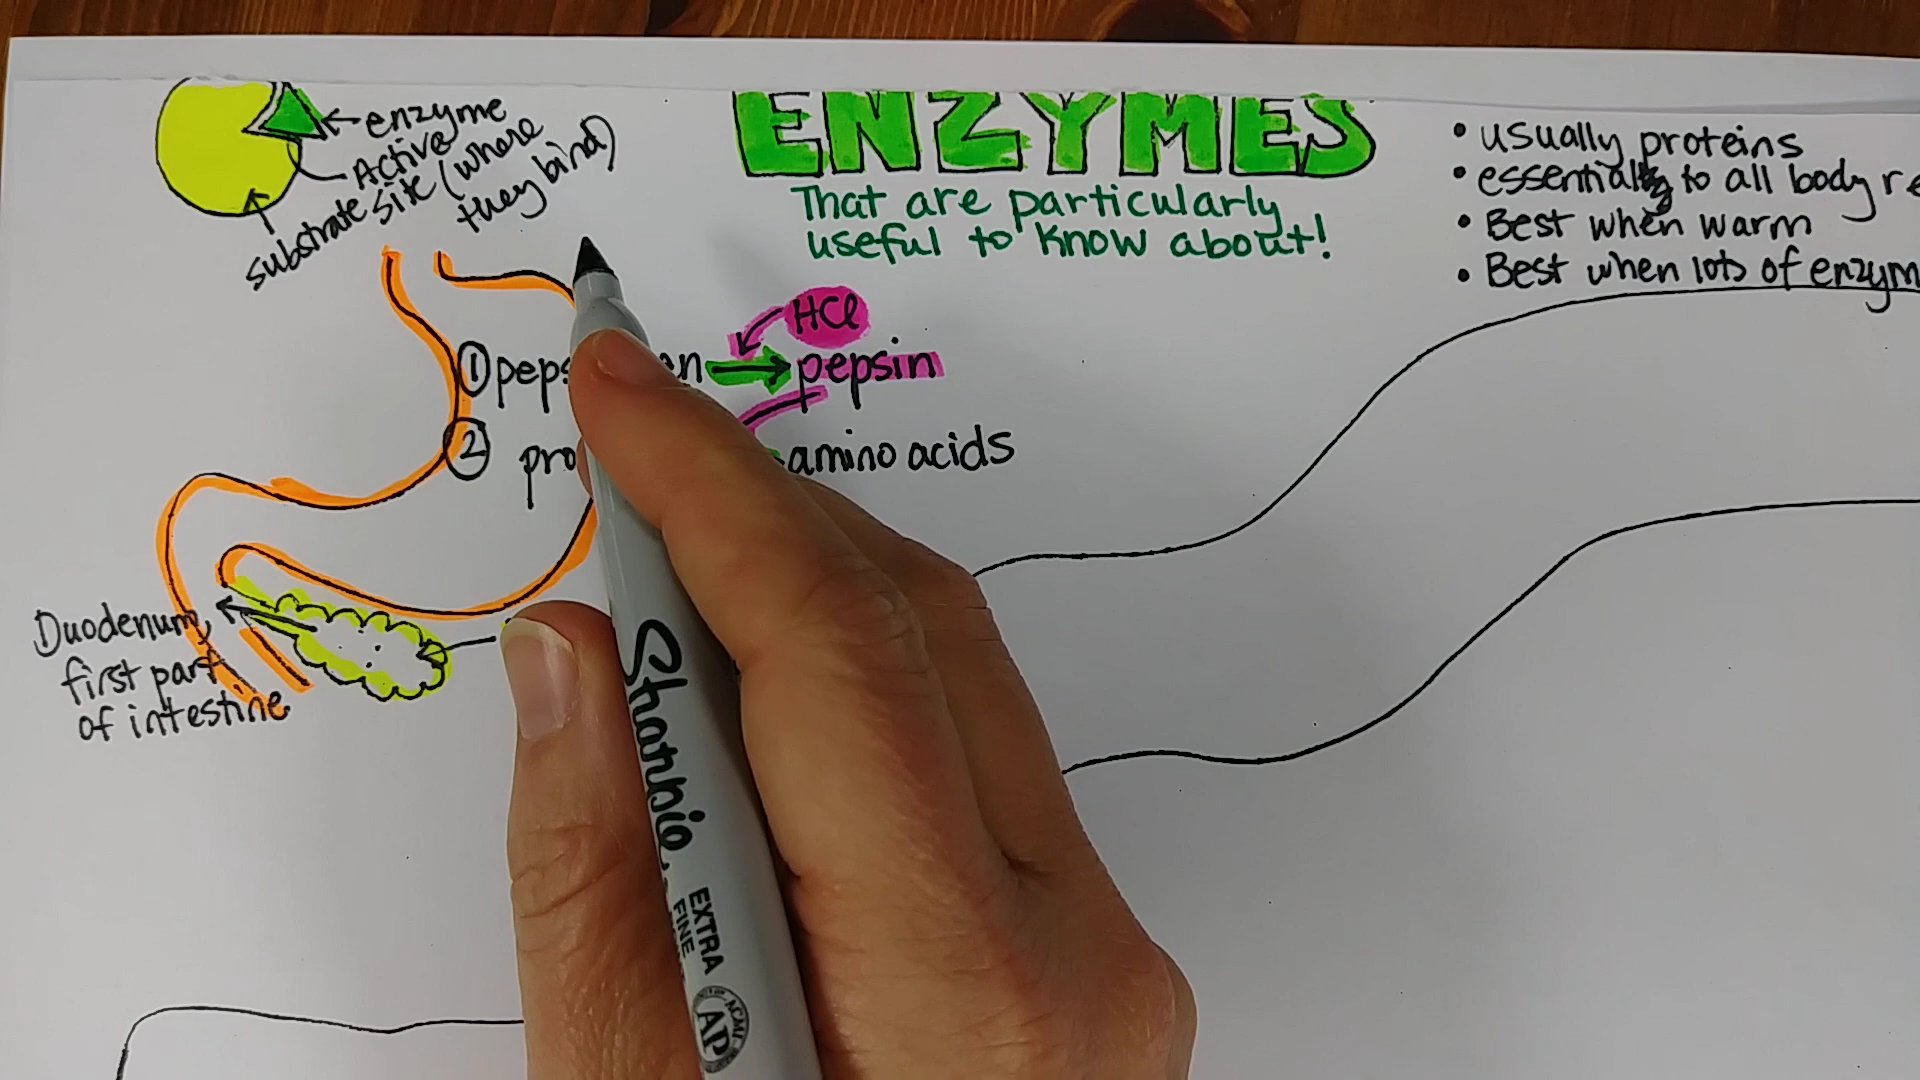 enzyme
Active
site (where
they bind)
substrate
ENZYMES
That are particularly
useful to know about!
• usually proteins
• essential to all body
• Best when warm
• Best when lots of
HCl
① → pepsin
② amino acids
Duodenum,
first part
of intestine
Sharpie
EXTRA
FINE
AP